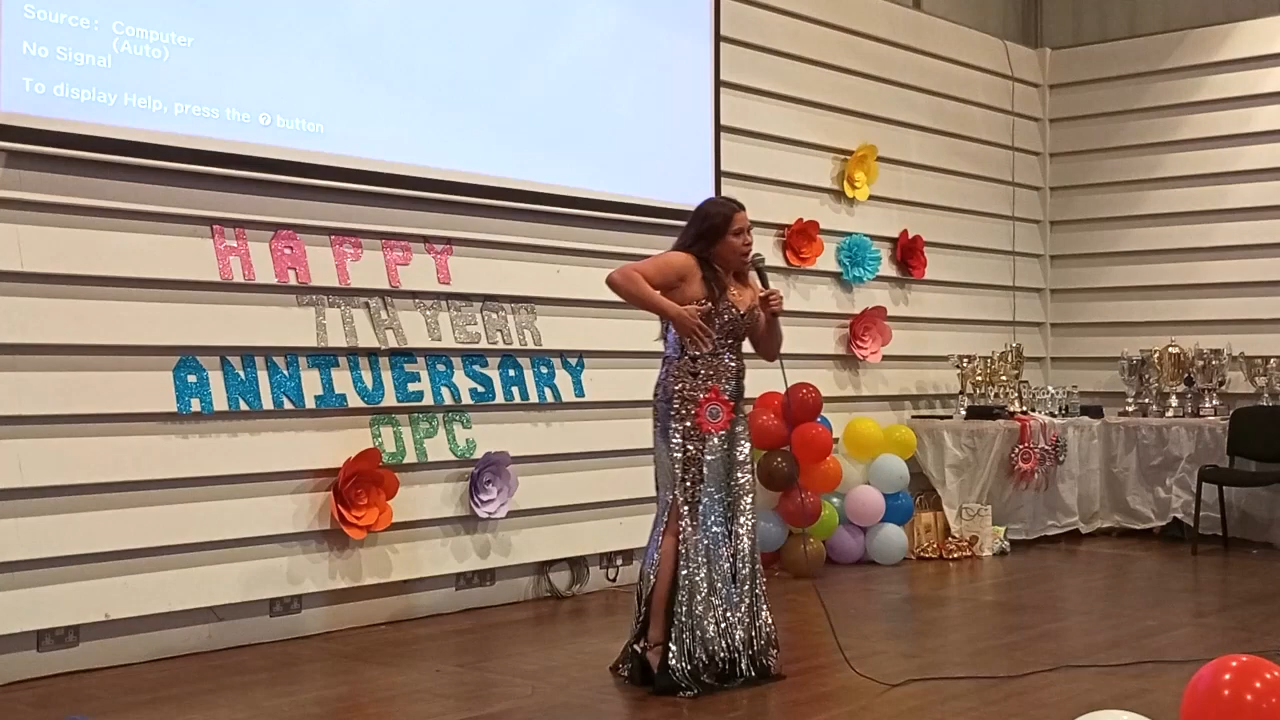 Source: Computer
(Auto)
No Signal
To display Help, press the ? button
HAPPY
7TH YEAR
ANNIVERSARY
OPC